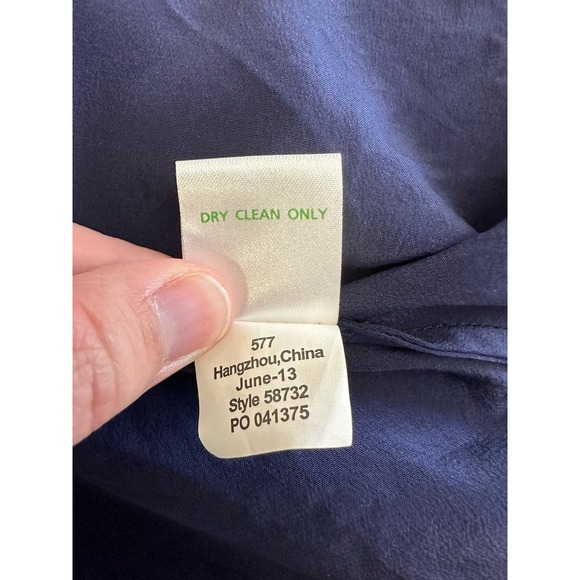 DRY CLEAN ONLY
577
Hangzhou,China
June-13
Style 58732
PO 041375